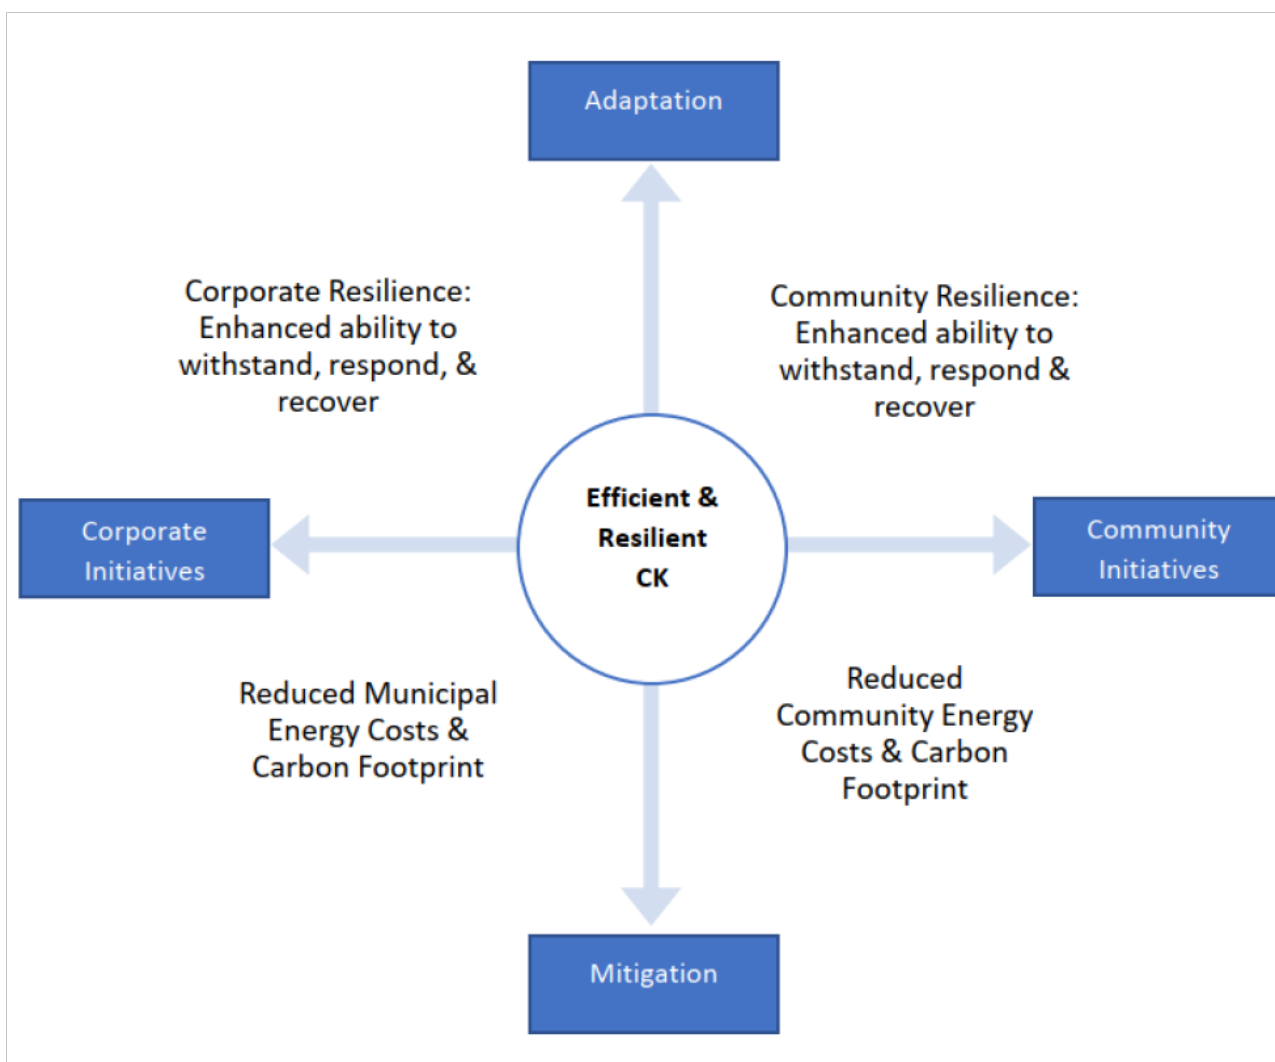 Adaptation
Corporate Resilience:
Enhanced ability to
withstand, respond, &
recover
Community Resilience:
Enhanced ability to
withstand, respond &
recover
Corporate
Initiatives
Efficient &
Resilient
CK
Community
Initiatives
Reduced Municipal
Energy Costs &
Carbon Footprint
Reduced
Community Energy
Costs & Carbon
Footprint
Mitigation